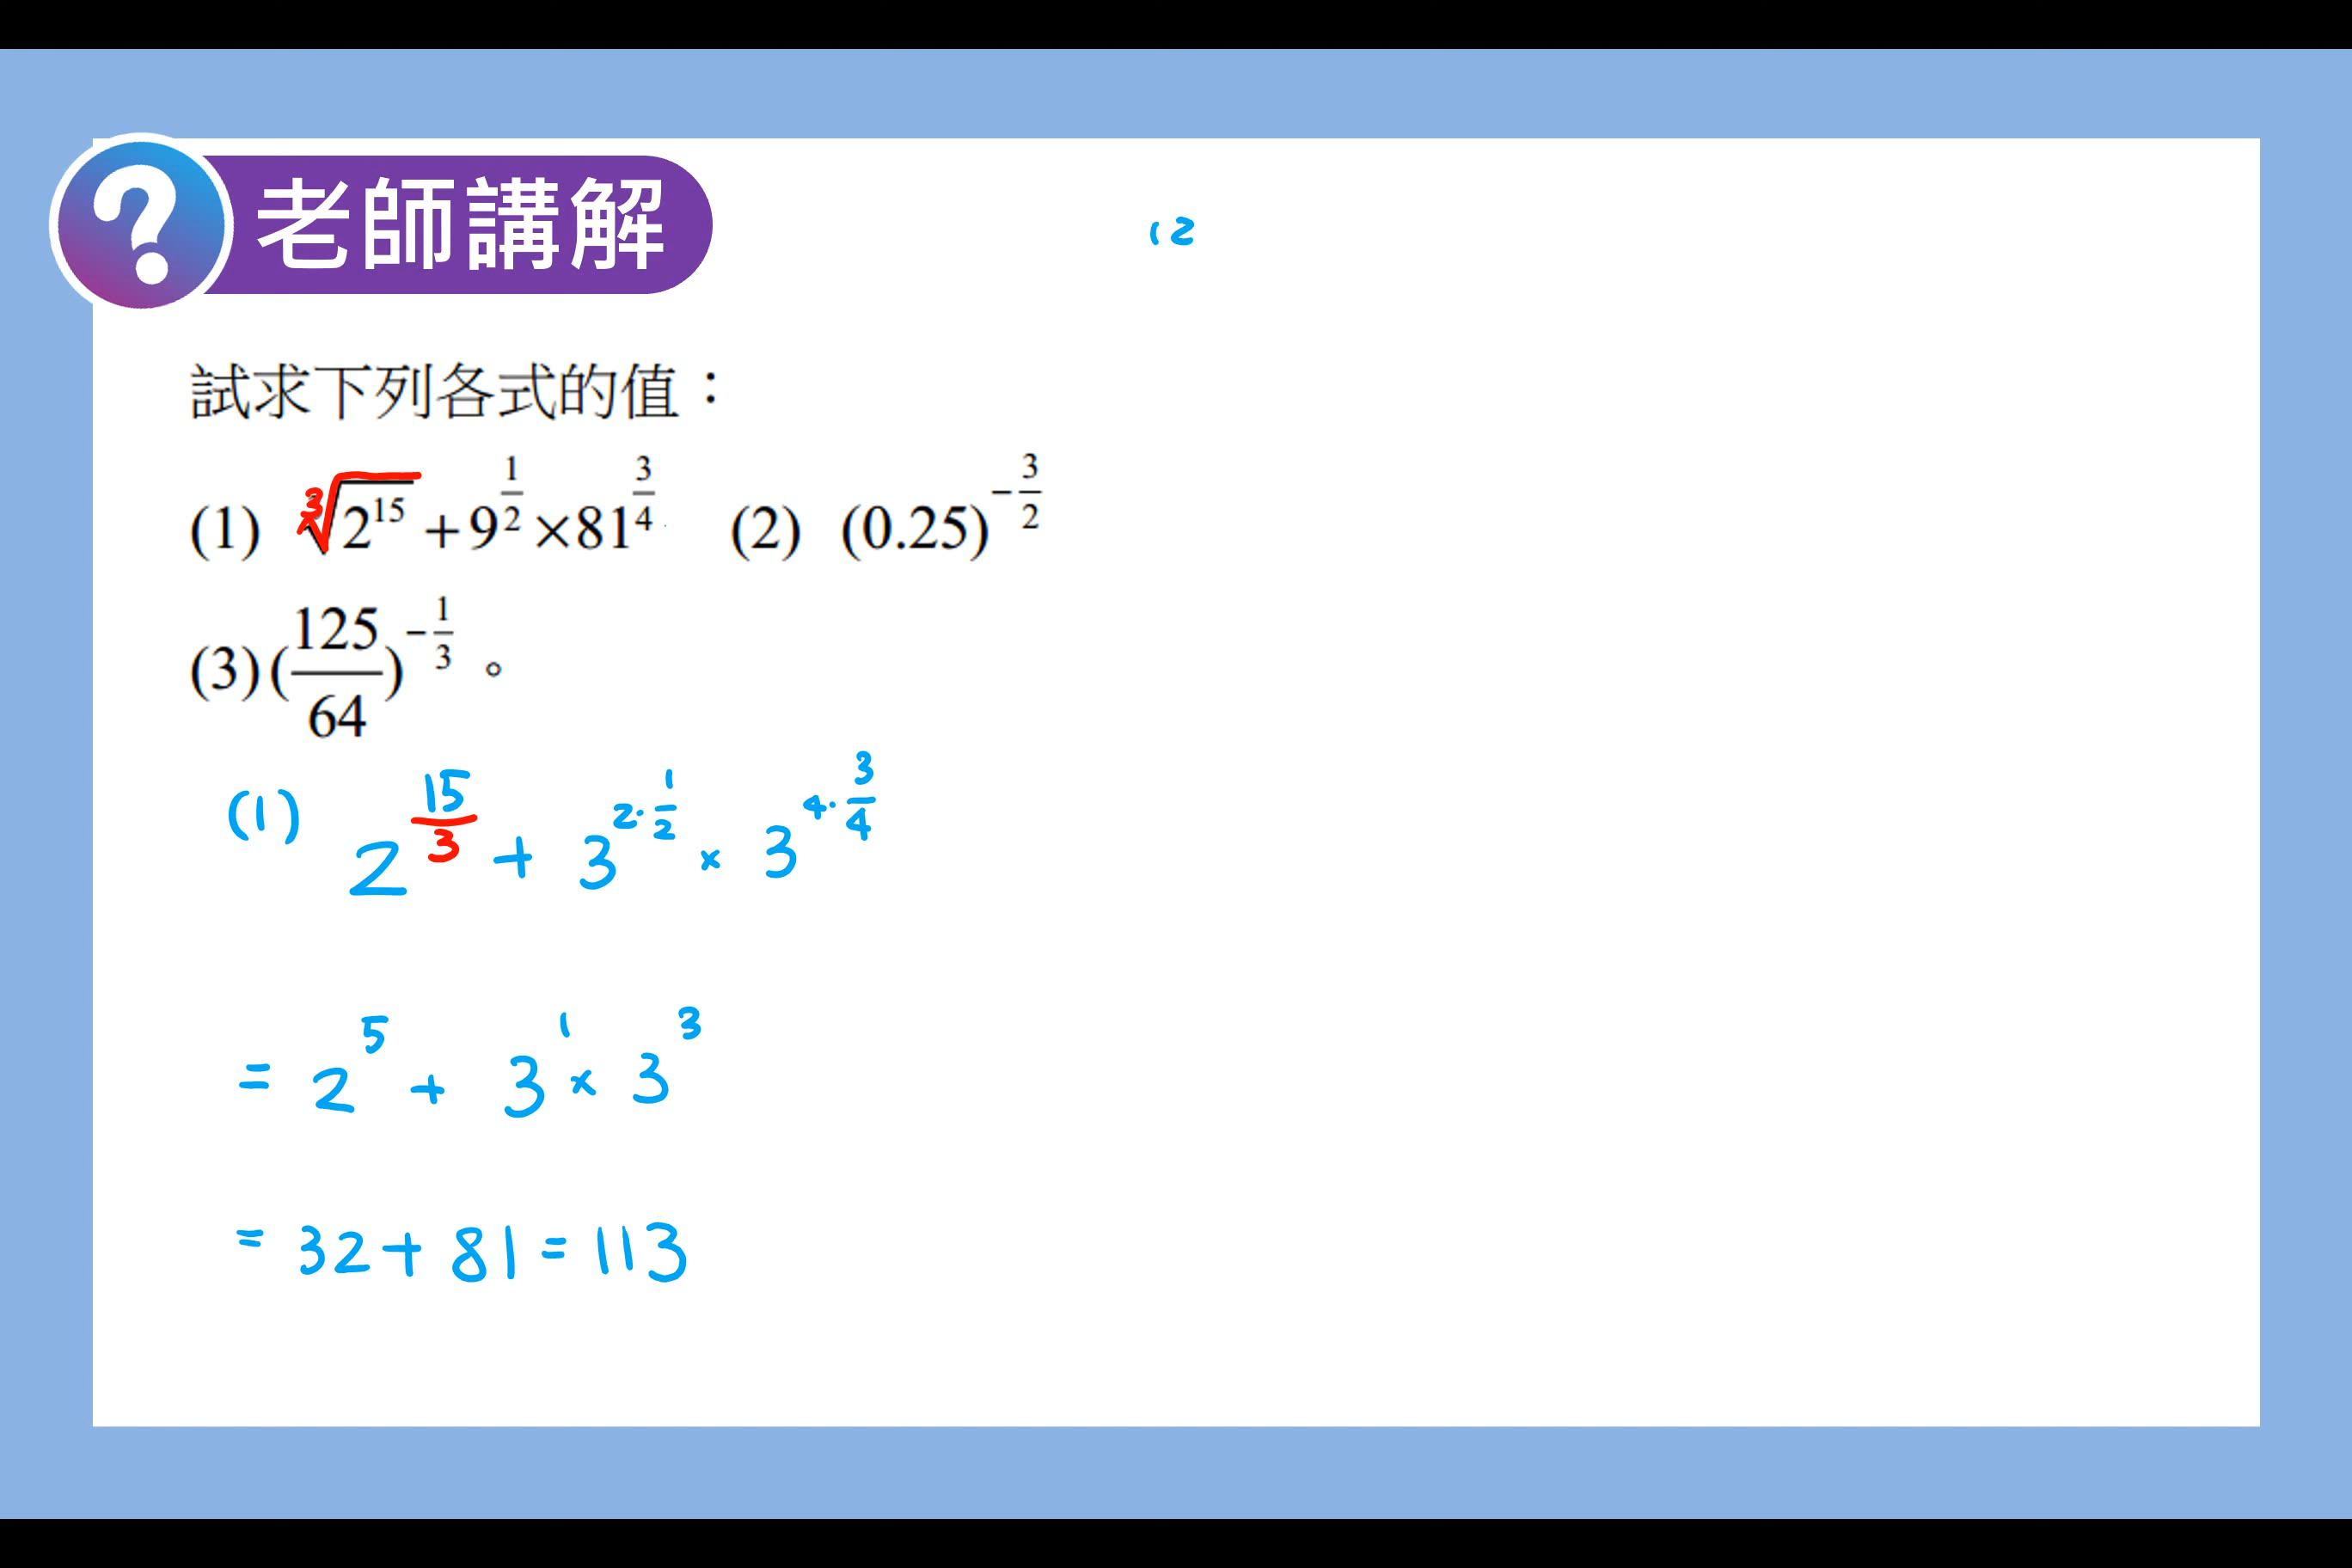 老師講解
(2
試求下列各式的值：
(1) ∛2¹⁵ + 9^(1/2) × 81^(3/4) (2) (0.25)^(-3/2)
(3) (125/64)^(-1/3) 。
(1) 2^(15/3) + 3^(2·1/2) × 3^(4·3/4)
= 2⁵ + 3¹ × 3³
= 32 + 81 = 113